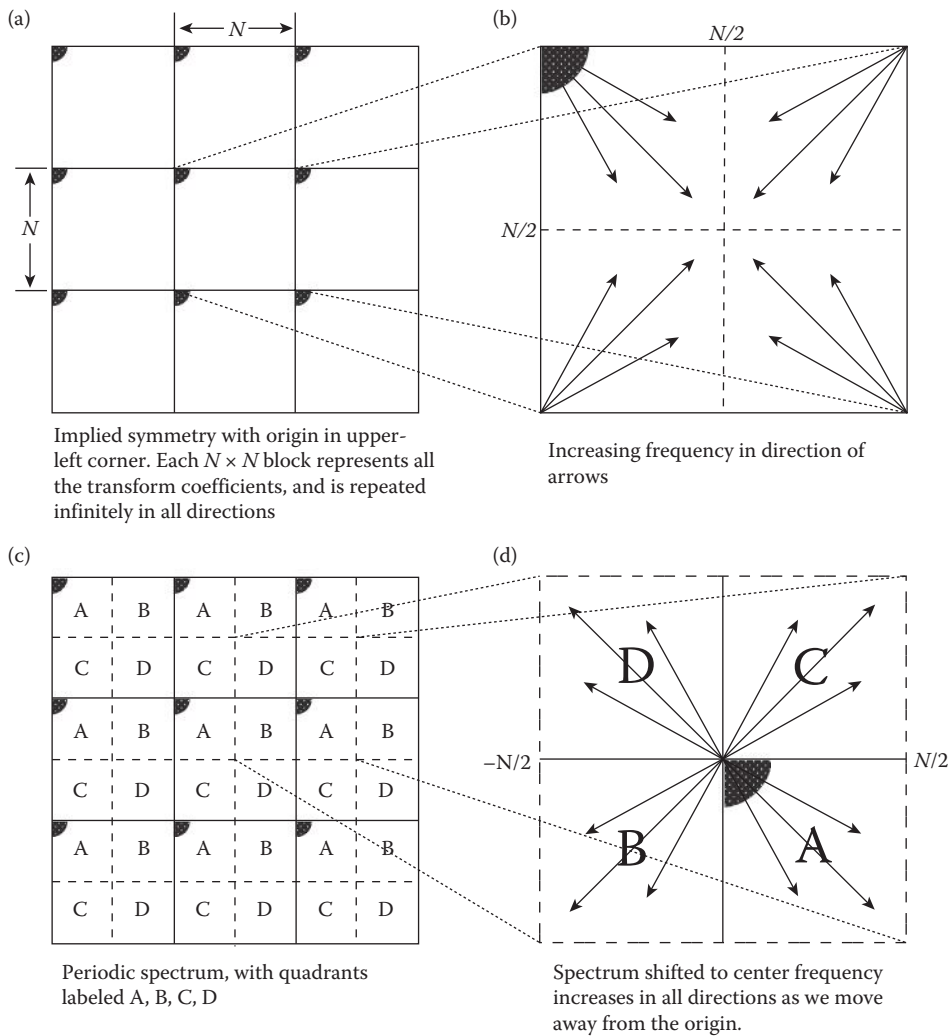 (a)
N
N
Implied symmetry with origin in upper-
left corner. Each N × N block represents all
the transform coefficients, and is repeated
infinitely in all directions
(b)
N/2
N/2
Increasing frequency in direction of
arrows
(c)
A B A B A B
C D C D C D
A B A B A B
C D C D C D
A B A B A B
C D C D C D
Periodic spectrum, with quadrants
labeled A, B, C, D
(d)
D C
−N/2 N/2
B A
Spectrum shifted to center frequency
increases in all directions as we move
away from the origin.